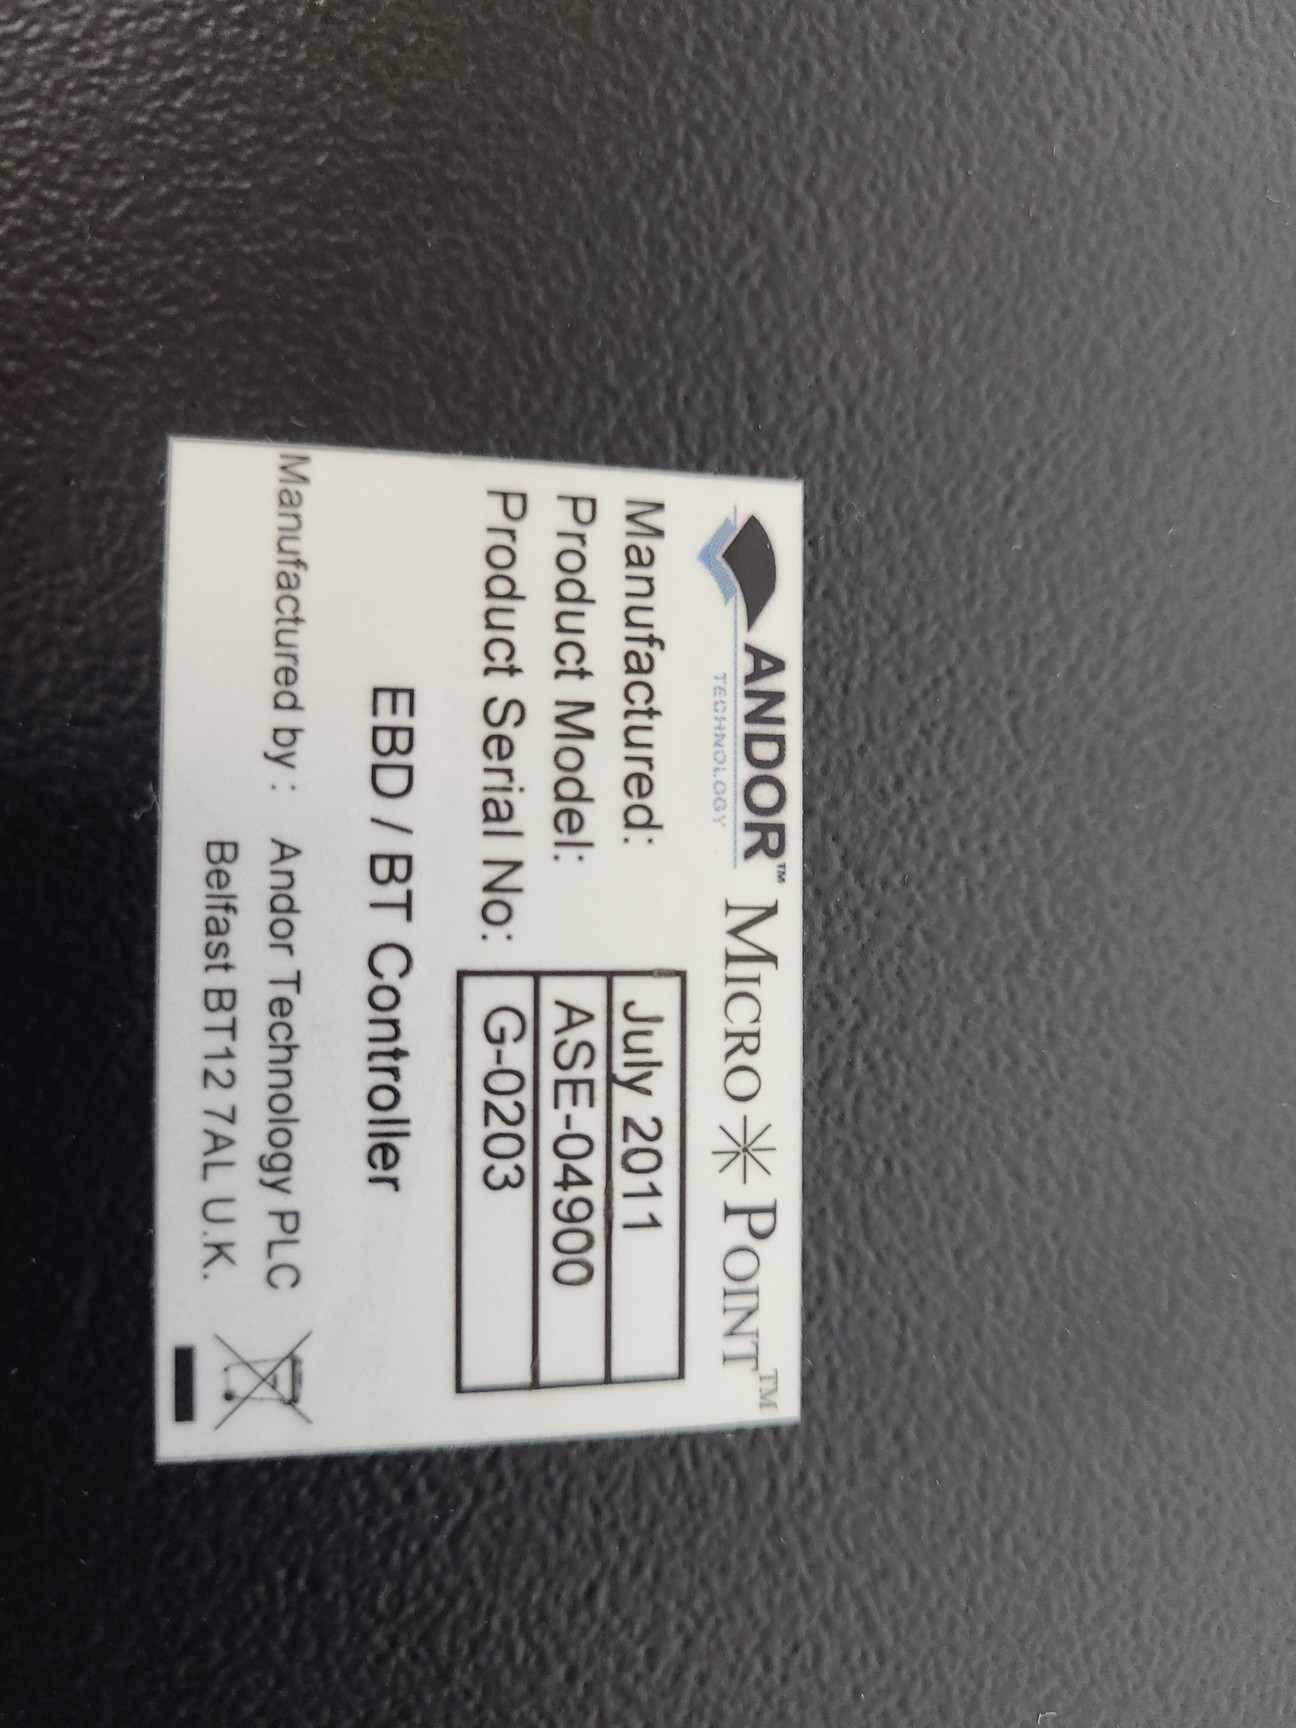 ANDOR™ MICRO POINT™
TECHNOLOGY
Manufactured: July 2011
Product Model: ASE-04900
Product Serial No: G-0203
EBD / BT Controller
Manufactured by : Andor Technology PLC
Belfast BT12 7AL U.K.